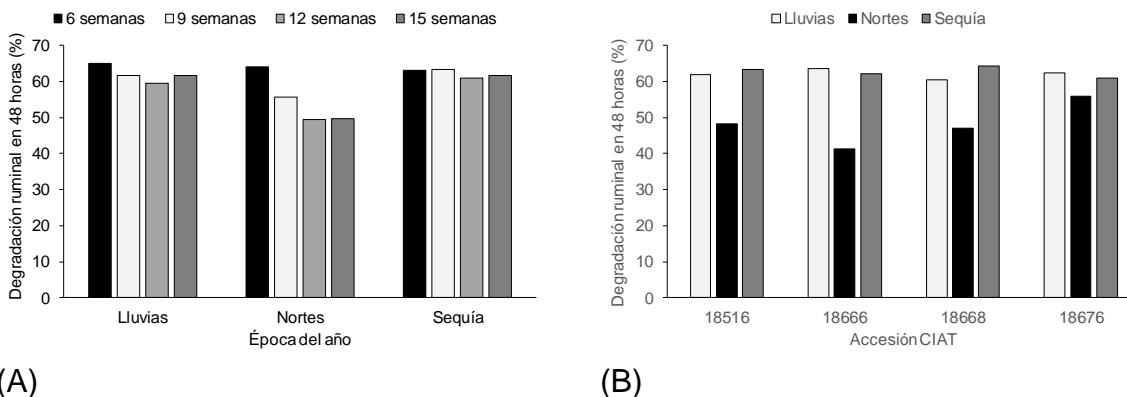 6 semanas 9 semanas 12 semanas 15 semanas
Degradación ruminal en 48 horas (%)
70
60
50
40
30
20
10
0
Lluvias Nortes Sequía
Época del año
(A)
Lluvias Nortes Sequía
Degradación ruminal en 48 horas (%)
70
60
50
40
30
20
10
0
18516 18666 18668 18676
Accesión CIAT
(B)